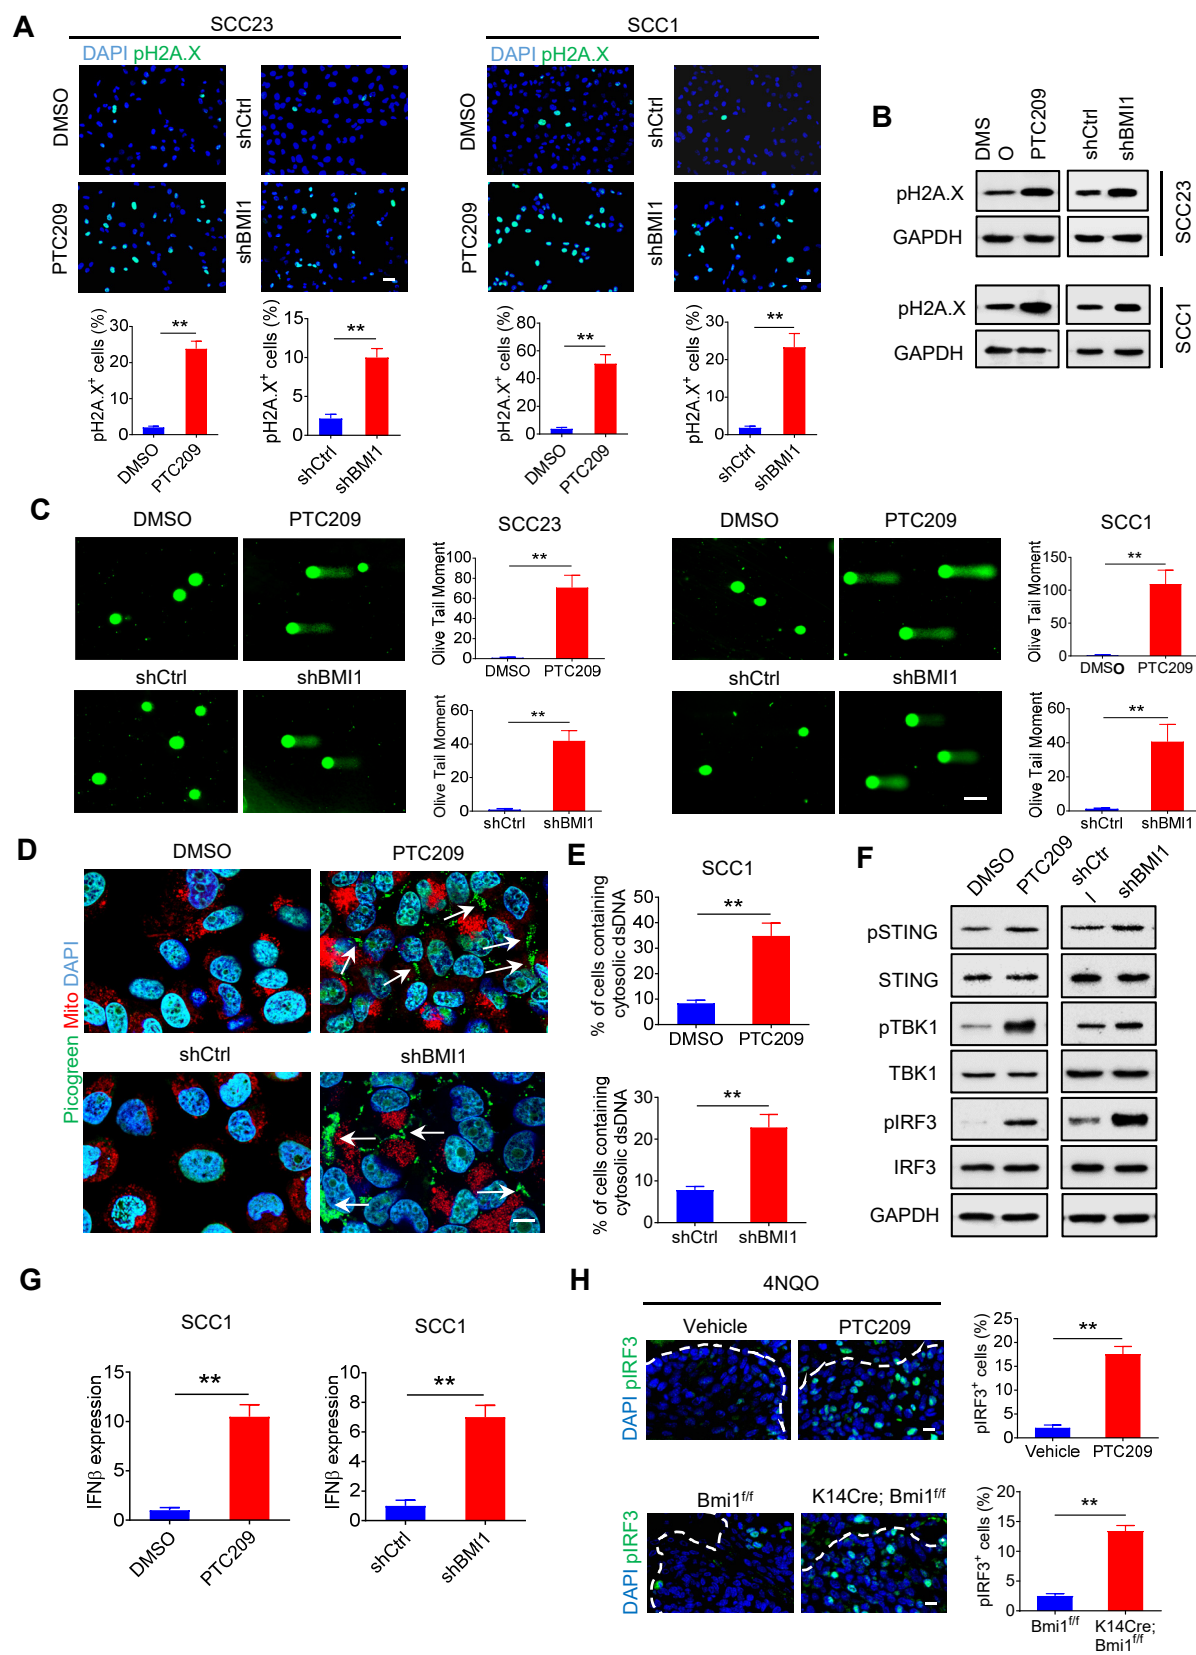 A
SCC23
SCC1
DAPI pH2A.X
DAPI pH2A.X
DMSO
shCtrl
DMSO
shCtrl
PTC209
shBMI1
PTC209
shBMI1
pH2A.X+ cells (%)
30
20
10
0
**
DMSO
PTC209
pH2A.X+ cells (%)
15
10
5
0
**
shCtrl
shBMI1
pH2A.X+ cells (%)
80
60
40
20
0
**
DMSO
PTC209
pH2A.X+ cells (%)
30
20
10
0
**
shCtrl
shBMI1
B
DMS
O
PTC209
shCtrl
shBMI1
pH2A.X
GAPDH
SCC23
pH2A.X
GAPDH
SCC1
C
DMSO
PTC209
SCC23
Olive Tail Moment
100
80
60
40
20
0
**
DMSO
PTC209
shCtrl
shBMI1
Olive Tail Moment
60
40
20
0
**
shCtrl
shBMI1
DMSO
PTC209
SCC1
Olive Tail Moment
150
100
50
0
**
DMSO
PTC209
shCtrl
shBMI1
Olive Tail Moment
60
40
20
0
**
shCtrl
shBMI1
D
DMSO
PTC209
Picogreen Mito DAPI
shCtrl
shBMI1
E
SCC1
% of cells containing
cytosolic dsDNA
50
40
30
20
10
0
**
DMSO
PTC209
% of cells containing
cytosolic dsDNA
30
20
10
0
**
shCtrl
shBMI1
F
DMSO
PTC209
shCtr
l
shBMI1
pSTING
STING
pTBK1
TBK1
pIRF3
IRF3
GAPDH
G
SCC1
IFNβ expression
15
10
5
0
**
DMSO
PTC209
SCC1
IFNβ expression
10
8
6
4
2
0
**
shCtrl
shBMI1
H
4NQO
Vehicle
PTC209
DAPI pIRF3
pIRF3+ cells (%)
25
20
15
10
5
0
**
Vehicle
PTC209
Bmi1f/f
K14Cre; Bmi1f/f
DAPI pIRF3
pIRF3+ cells (%)
20
15
10
5
0
**
Bmi1f/f
K14Cre;
Bmi1f/f